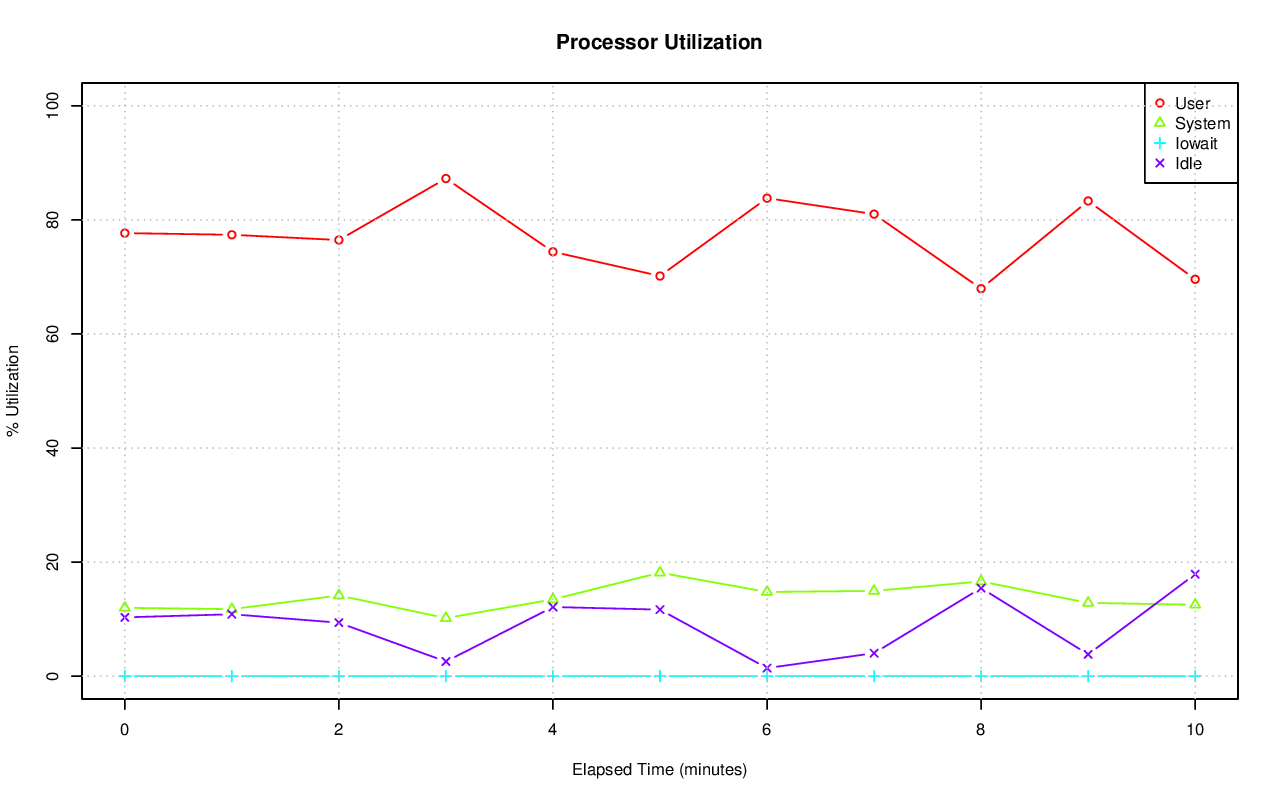 Processor Utilization
User
System
Iowait
Idle
100
80
60
40
20
0
% Utilization
0 2 4 6 8 10
Elapsed Time (minutes)